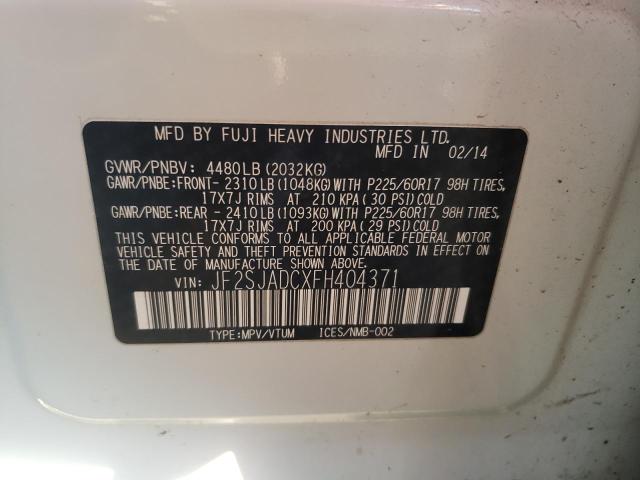 MFD BY FUJI HEAVY INDUSTRIES LTD.
MFD IN 02/14
GVWR/PNBV: 4480LB (2032KG)
GAWR/PNBE: FRONT- 2310 LB (1048KG) WITH P225/60R17 98H TIRES,
17X7J RIMS AT 210 KPA (30 PSI) COLD
GAWR/PNBE: REAR - 2410 LB (1093KG) WITH P225/60R17 98H TIRES,
17X7J RIMS AT 200 KPA (29 PSI) COLD
THIS VEHICLE CONFORMS TO ALL APPLICABLE FEDERAL MOTOR
VEHICLE SAFETY AND THEFT PREVENTION STANDARDS IN EFFECT ON
THE DATE OF MANUFACTURE SHOWN ABOVE.
VIN: JF2SJADCXFH404371
TYPE:MPV/VTUM ICES/NMB-002